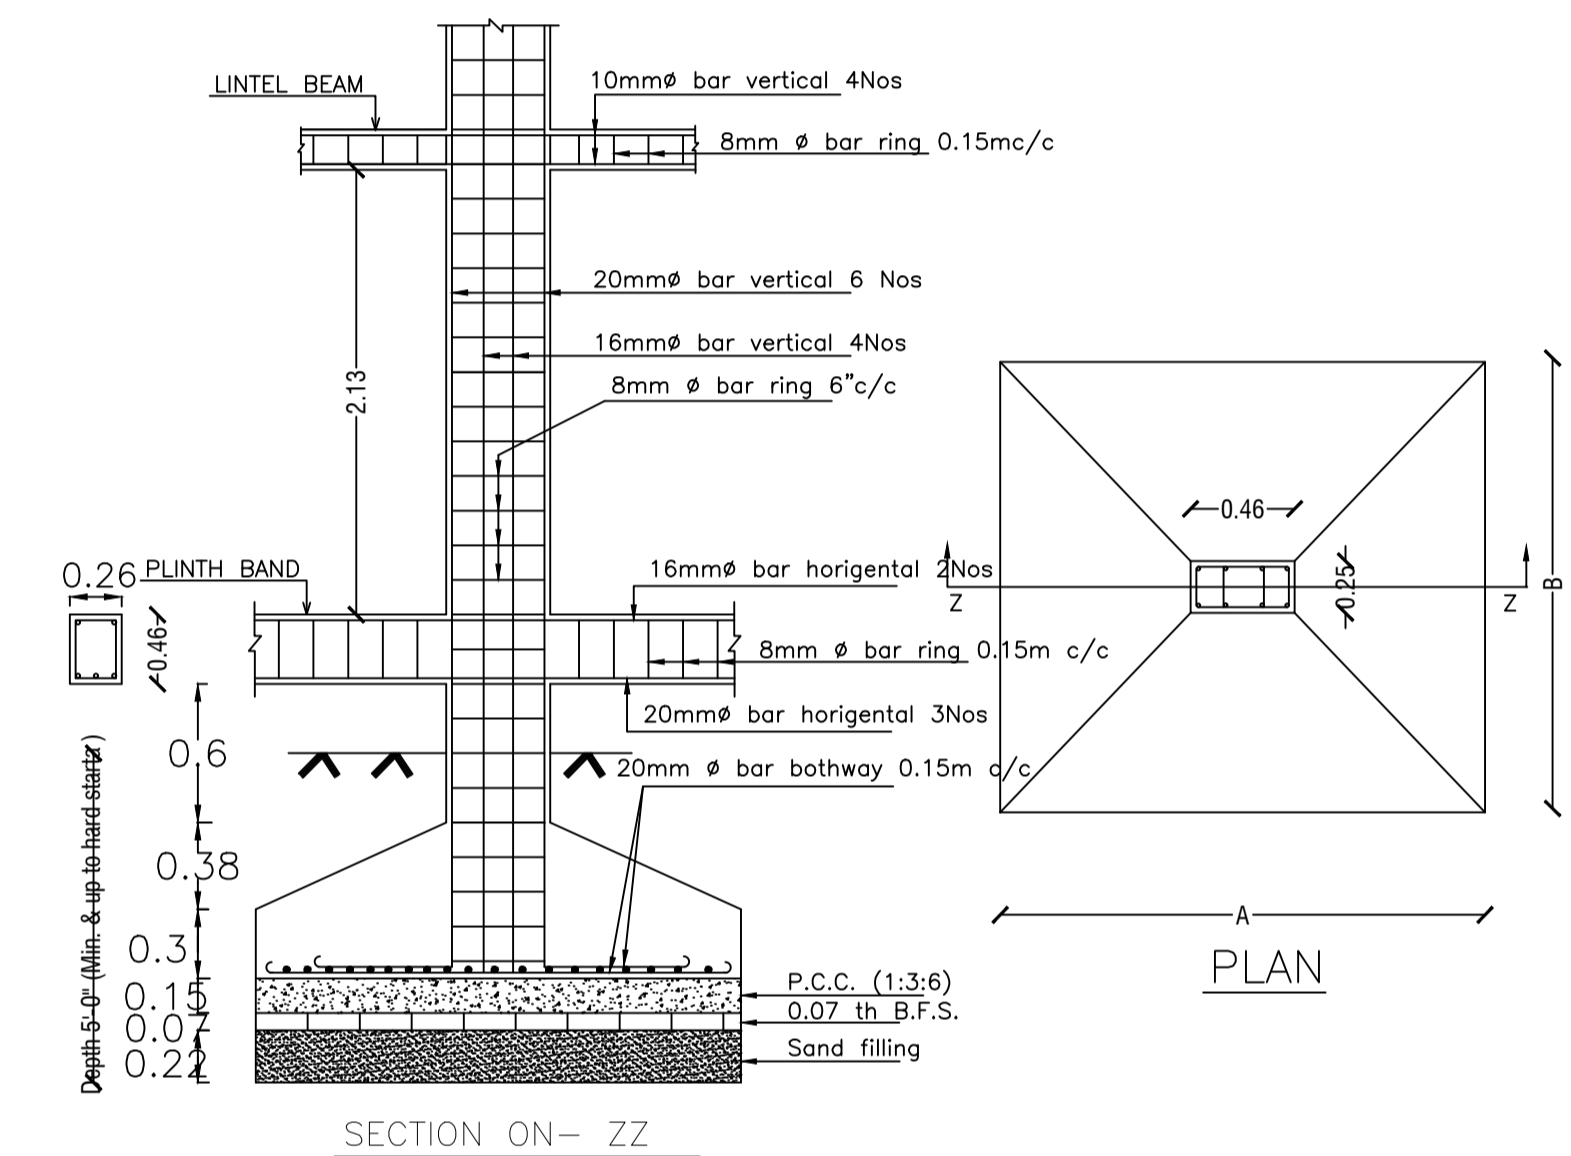 LINTEL BEAM
10mmø bar vertical 4Nos
8mm ø bar ring 0.15mc/c
20mmø bar vertical 6 Nos
16mmø bar vertical 4Nos
8mm ø bar ring 6”c/c
2.13
0.46
0.25
B
Z
Z
0.26
PLINTH BAND
16mmø bar horigental 2Nos
0.46
8mm ø bar ring 0.15m c/c
20mmø bar horigental 3Nos
0.6
20mm ø bar bothway 0.15m c/c
0.38
0.3
0.15
0.07
0.22
Depth 5'-0" (Min. & up to hard starta)
A
PLAN
P.C.C. (1:3:6)
0.07 th B.F.S.
Sand filling
SECTION ON- ZZ